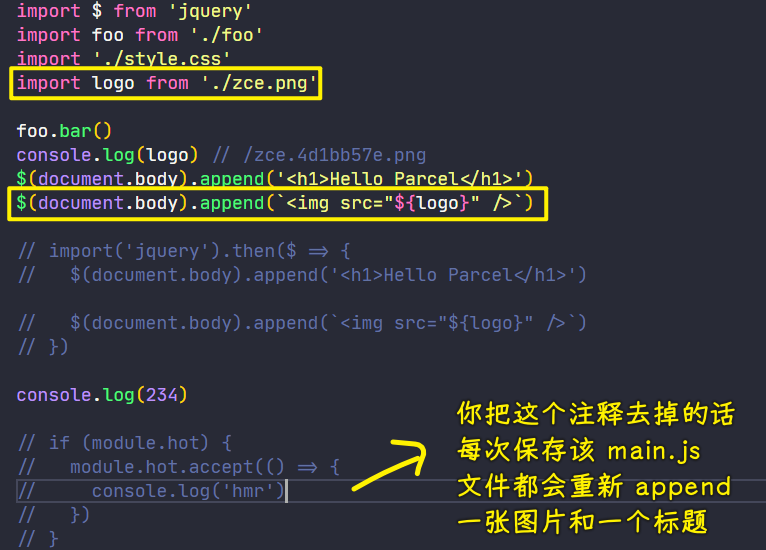 import $ from 'jquery'
import foo from './foo'
import './style.css'
import logo from './zce.png'
foo.bar()
console.log(logo) // /zce.4d1bb57e.png
$(document.body).append('<h1>Hello Parcel</h1>')
$(document.body).append(`<img src="${logo}" />`)
// import('jquery').then($ => {
//   $(document.body).append('<h1>Hello Parcel</h1>')
//   $(document.body).append(`<img src="${logo}" />`)
// })
console.log(234)
// if (module.hot) {
//   module.hot.accept(() => {
//     console.log('hmr')
//   })
// }
你把这个注释去掉的话
每次保存该 main.js
文件都会重新 append
一张图片和一个标题